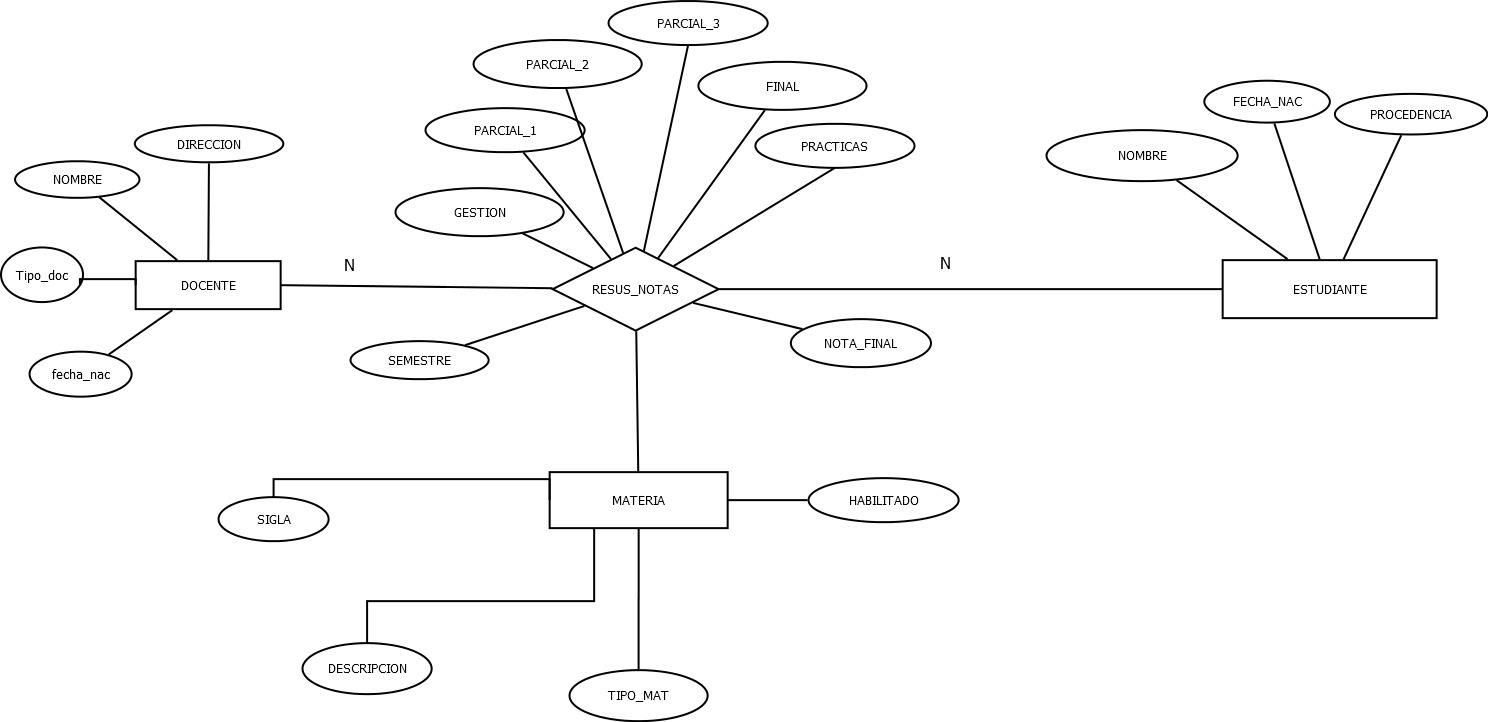 PARCIAL_3
PARCIAL_2
FINAL
PARCIAL_1
PRACTICAS
FECHA_NAC
PROCEDENCIA
DIRECCION
NOMBRE
NOMBRE
GESTION
Tipo_doc
N
N
DOCENTE
RESUS_NOTAS
ESTUDIANTE
SEMESTRE
NOTA_FINAL
fecha_nac
MATERIA
HABILITADO
SIGLA
DESCRIPCION
TIPO_MAT